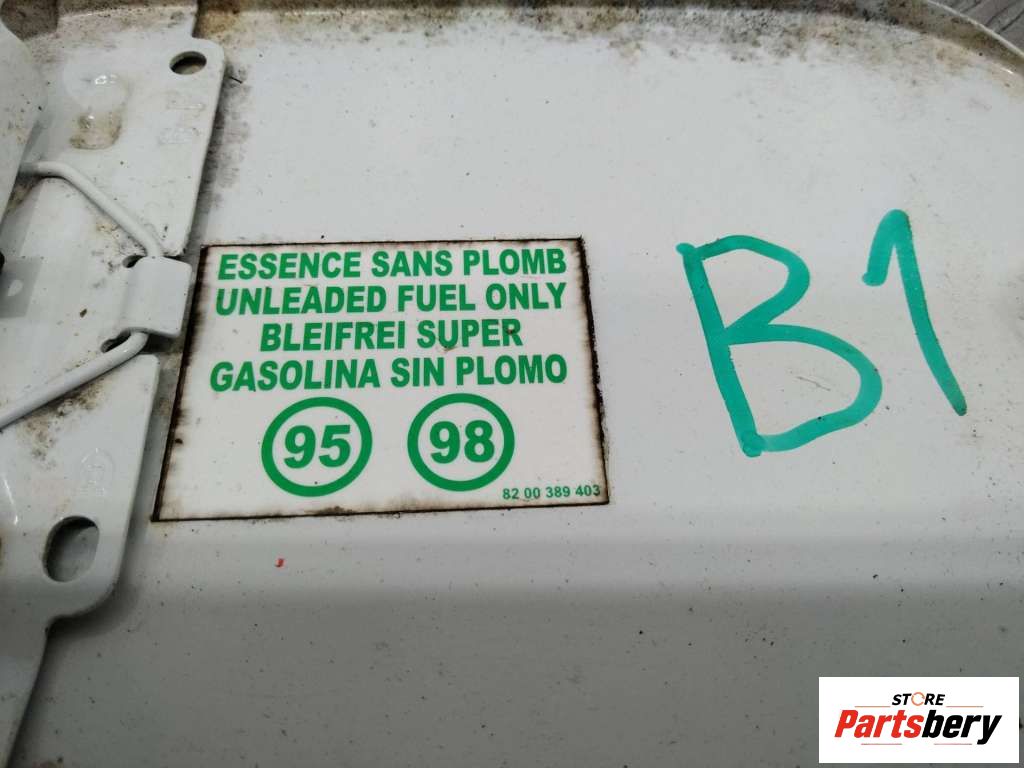 ESSENCE SANS PLOMB
UNLEADED FUEL ONLY
BLEIFREI SUPER
GASOLINA SIN PLOMO
95 98
82 00 389 403
B1
STORE
Partsbery